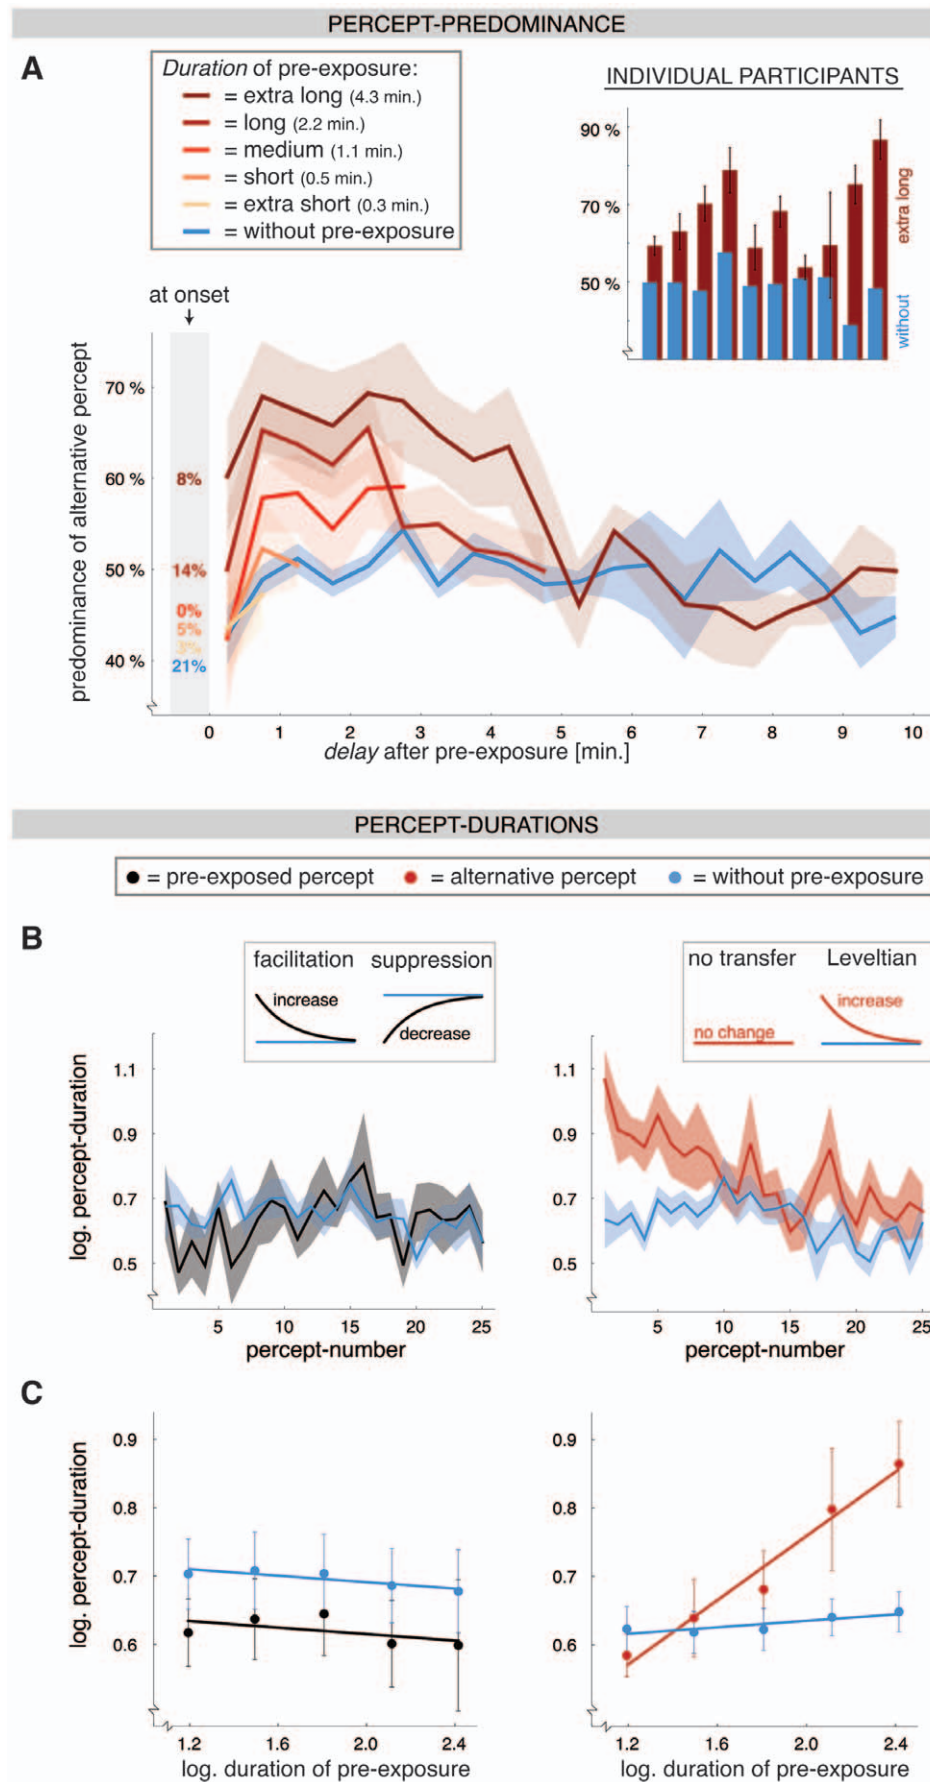 PERCEPT-PREDOMINANCE
A
Duration of pre-exposure:
= extra long (4.3 min.)
= long (2.2 min.)
= medium (1.1 min.)
= short (0.5 min.)
= extra short (0.3 min.)
= without pre-exposure
INDIVIDUAL PARTICIPANTS
90 %
70 %
50 %
extra long
without
at onset
predominance of alternative percept
70 %
60 %
50 %
40 %
8%
14%
0%
5%
3%
21%
0 1 2 3 4 5 6 7 8 9 10
delay after pre-exposure [min.]
PERCEPT-DURATIONS
= pre-exposed percept = alternative percept = without pre-exposure
B
facilitation suppression
increase
decrease
log. percept-duration
1.1
0.9
0.7
0.5
5 10 15 20 25
percept-number
no transfer Leveltian
increase
no change
1.1
0.9
0.7
0.5
5 10 15 20 25
percept-number
C
log. percept-duration
0.9
0.8
0.7
0.6
1.2 1.6 2.0 2.4
log. duration of pre-exposure
0.9
0.8
0.7
0.6
1.2 1.6 2.0 2.4
log. duration of pre-exposure